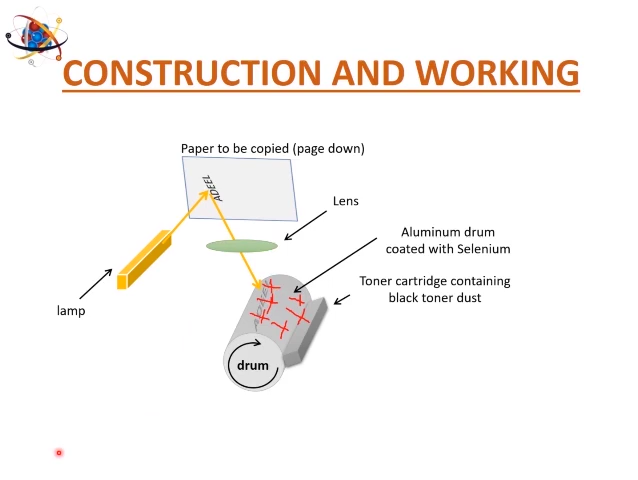 CONSTRUCTION AND WORKING
Paper to be copied (page down)
ADEEL
Lens
Aluminum drum
coated with Selenium
Toner cartridge containing
black toner dust
lamp
drum